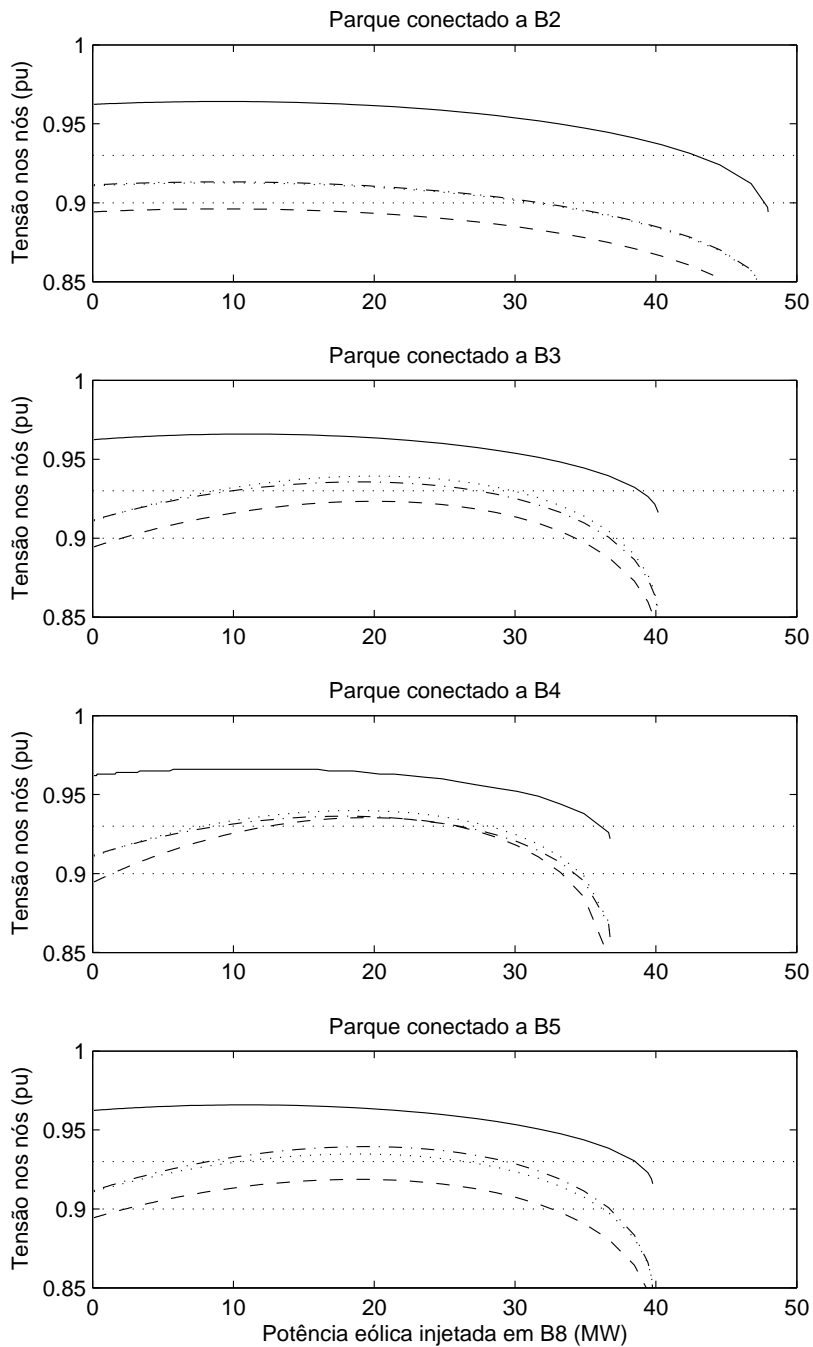 Parque conectado a B2
Tensão nos nós (pu)
1
0.95
0.9
0.85
0 10 20 30 40 50
Parque conectado a B3
Tensão nos nós (pu)
1
0.95
0.9
0.85
0 10 20 30 40 50
Parque conectado a B4
Tensão nos nós (pu)
1
0.95
0.9
0.85
0 10 20 30 40 50
Parque conectado a B5
Tensão nos nós (pu)
1
0.95
0.9
0.85
0 10 20 30 40 50
Potência eólica injetada em B8 (MW)